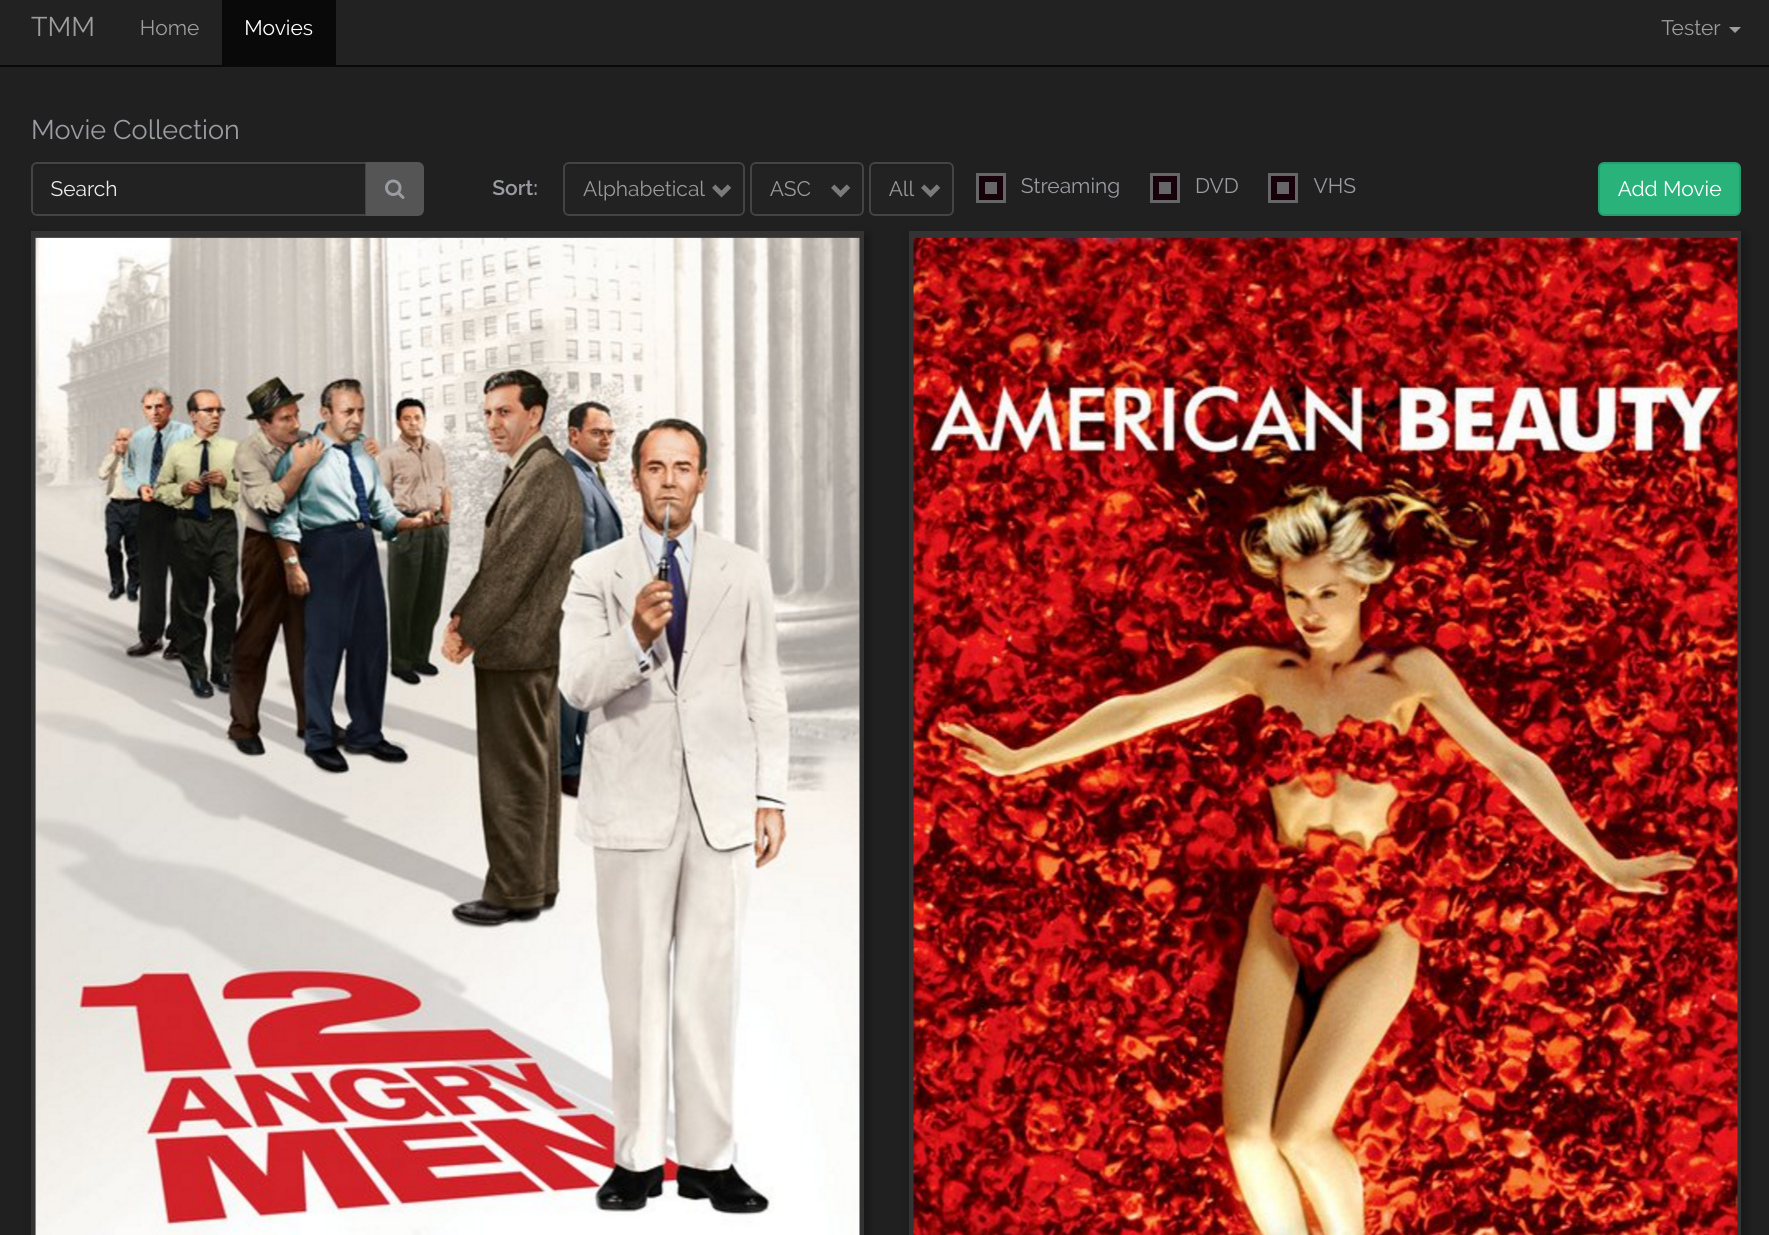 TMM Home Movies Tester
Movie Collection
Search Sort: Alphabetical ASC All Streaming DVD VHS Add Movie
AMERICAN BEAUTY
12
ANGRY
MEN